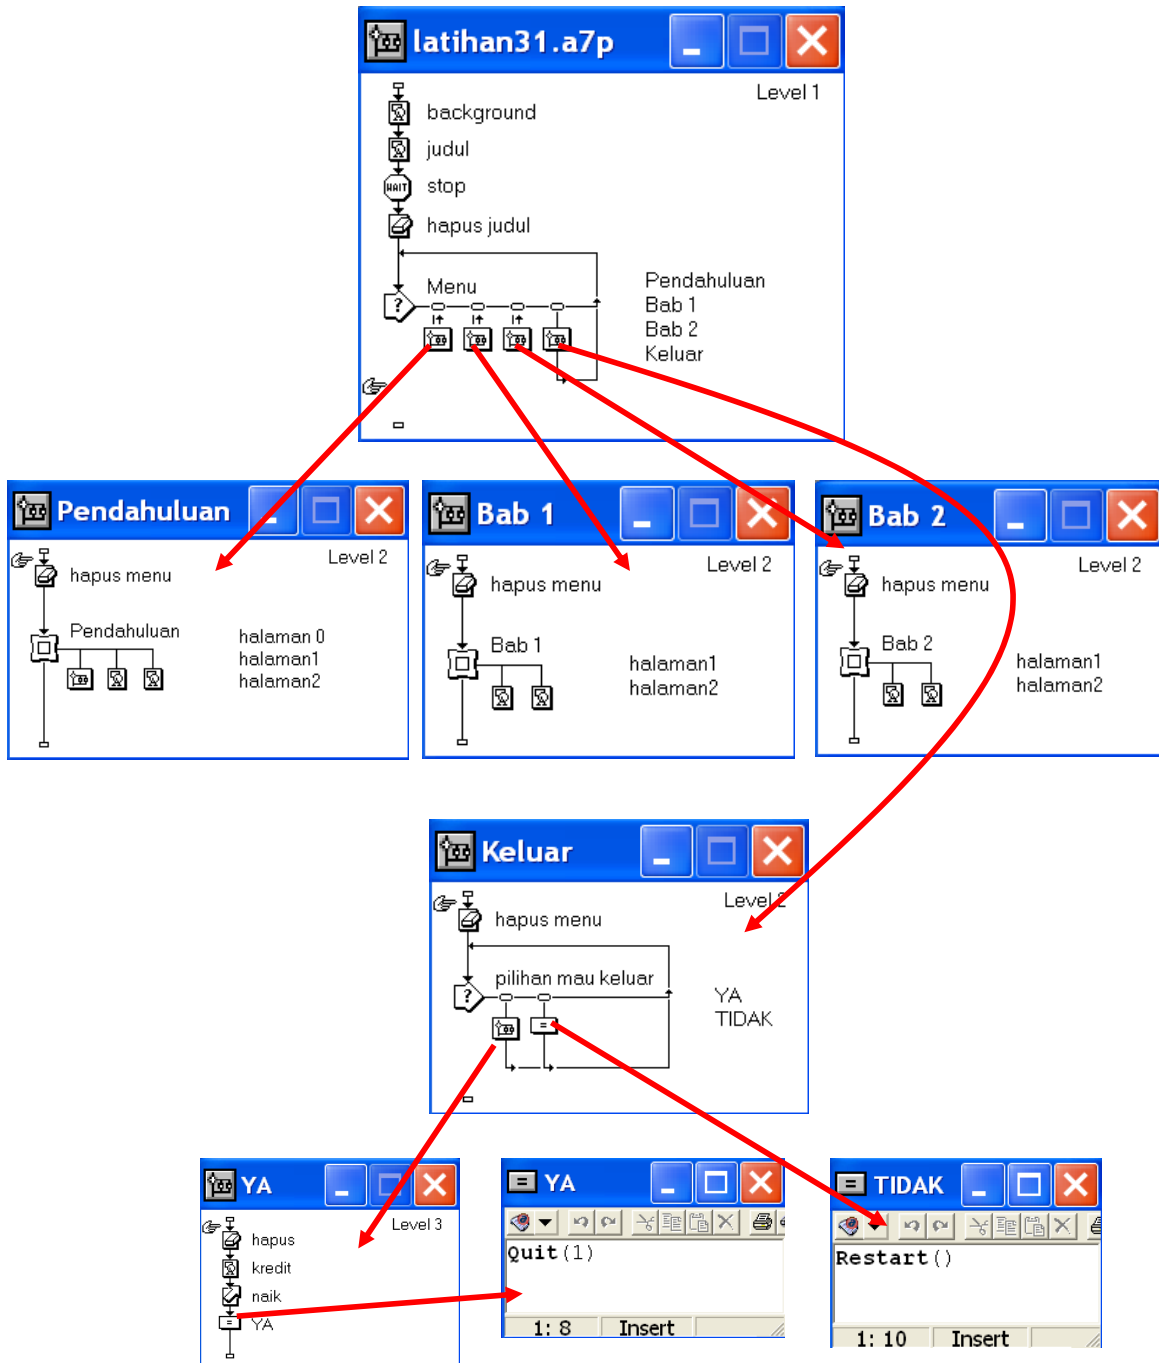 latihan31.a7p
Level 1
background
judul
WAIT
stop
hapus judul
Menu
?
Pendahuluan
Bab 1
Bab 2
Keluar
Pendahuluan
Level 2
hapus menu
Pendahuluan
halaman 0
halaman1
halaman2
Bab 1
Level 2
hapus menu
Bab 1
halaman1
halaman2
Bab 2
Level 2
hapus menu
Bab 2
halaman1
halaman2
Keluar
Level 2
hapus menu
pilihan mau keluar
?
=
YA
TIDAK
YA
Level 3
hapus
kredit
naik
=
YA
= YA
Quit(1)
1: 8 Insert
= TIDAK
Restart()
1: 10 Insert